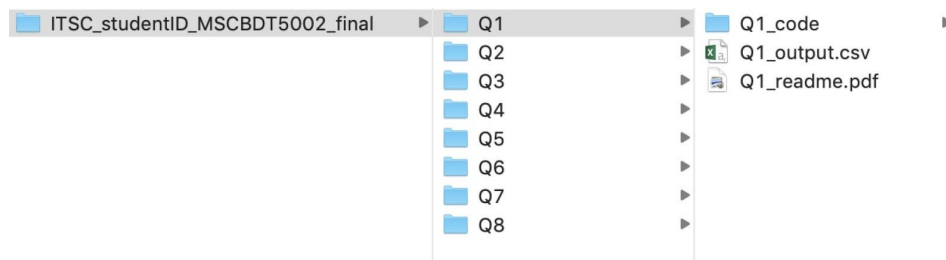 ITSC_studentID_MSCBDT5002_final
Q1
Q2
Q3
Q4
Q5
Q6
Q7
Q8
Q1_code
Q1_output.csv
Q1_readme.pdf